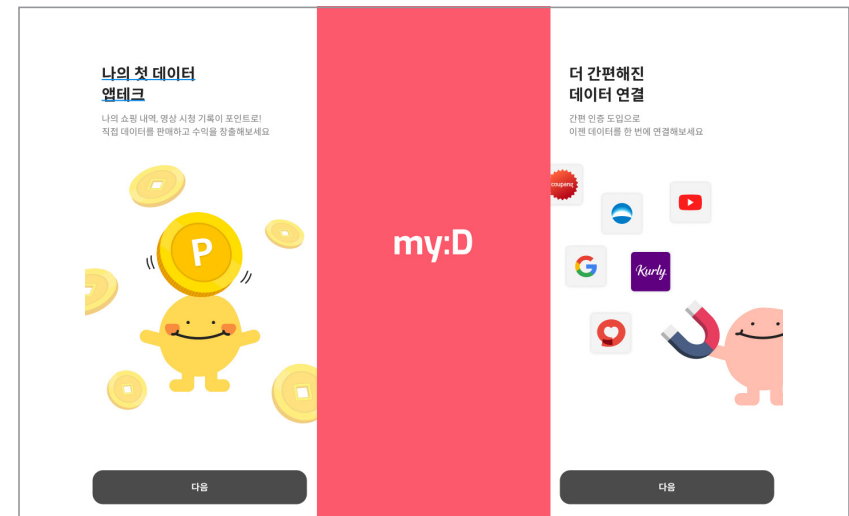 나의 첫 데이터
앱테크
나의 쇼핑 내역, 영상 시청 기록이 포인트로!
직접 데이터를 판매하고 수익을 창출해보세요
P
다음
my:D
더 간편해진
데이터 연결
간편 인증 도입으로
이젠 데이터를 한 번에 연결해보세요
coupang
Kurly
다음